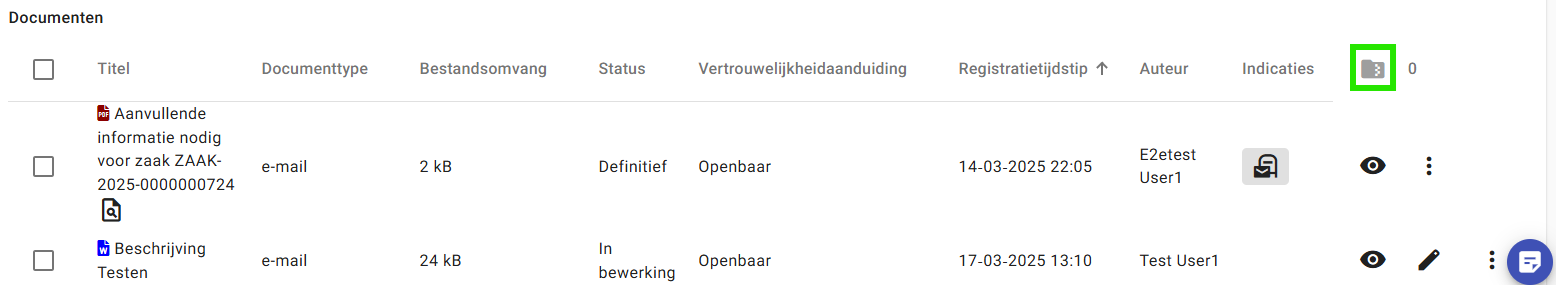 Documenten
Titel Documenttype Bestandsomvang Status Vertrouwelijkheidaanduiding Registratietijdstip Auteur Indicaties 0
PDF Aanvullende
informatie nodig
voor zaak ZAAK-
2025-0000000724
e-mail 2 kB Definitief Openbaar 14-03-2025 22:05
E2etest
User1
W Beschrijving
Testen
e-mail 24 kB
In
bewerking
Openbaar 17-03-2025 13:10 Test User1